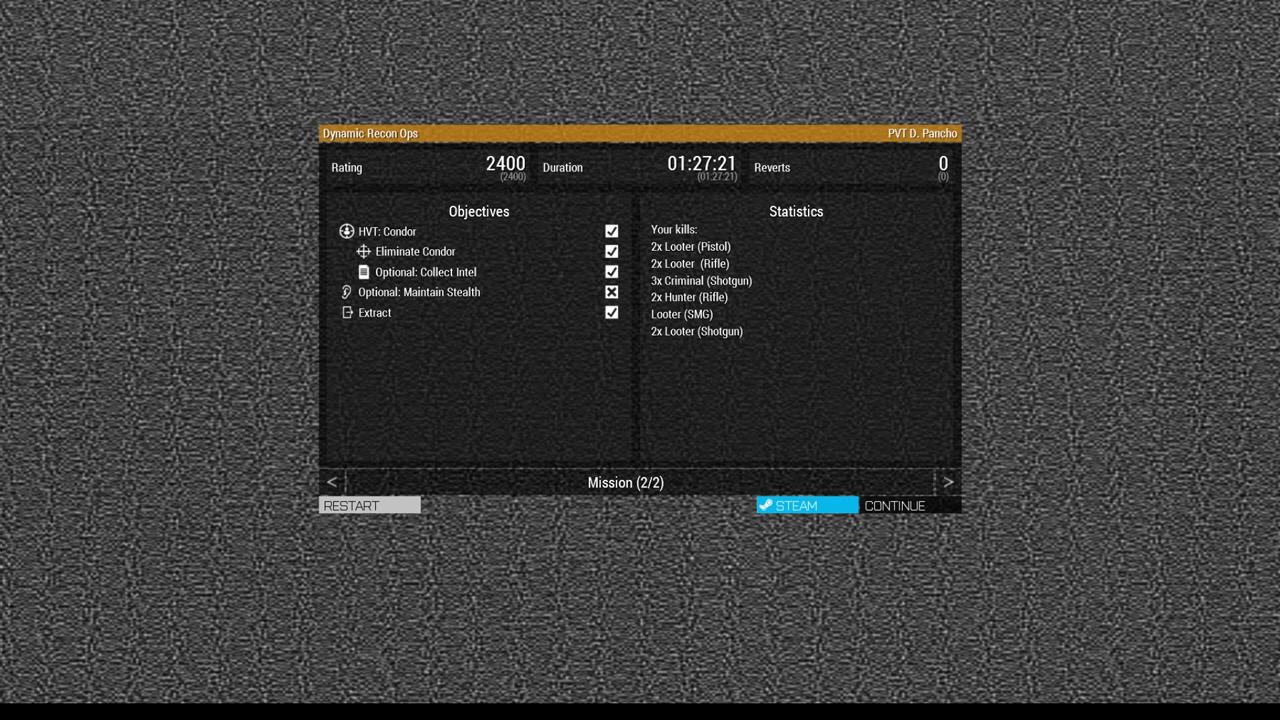 Dynamic Recon Ops PVT D. Pancho
Rating 2400 (2400) Duration 01:27:21 (01:27:21) Reverts 0 (0)
Objectives
HVT: Condor
Eliminate Condor
Optional: Collect Intel
Optional: Maintain Stealth
Extract
Statistics
Your kills:
2x Looter (Pistol)
2x Looter (Rifle)
3x Criminal (Shotgun)
2x Hunter (Rifle)
Looter (SMG)
2x Looter (Shotgun)
< Mission (2/2) >
RESTART STEAM CONTINUE